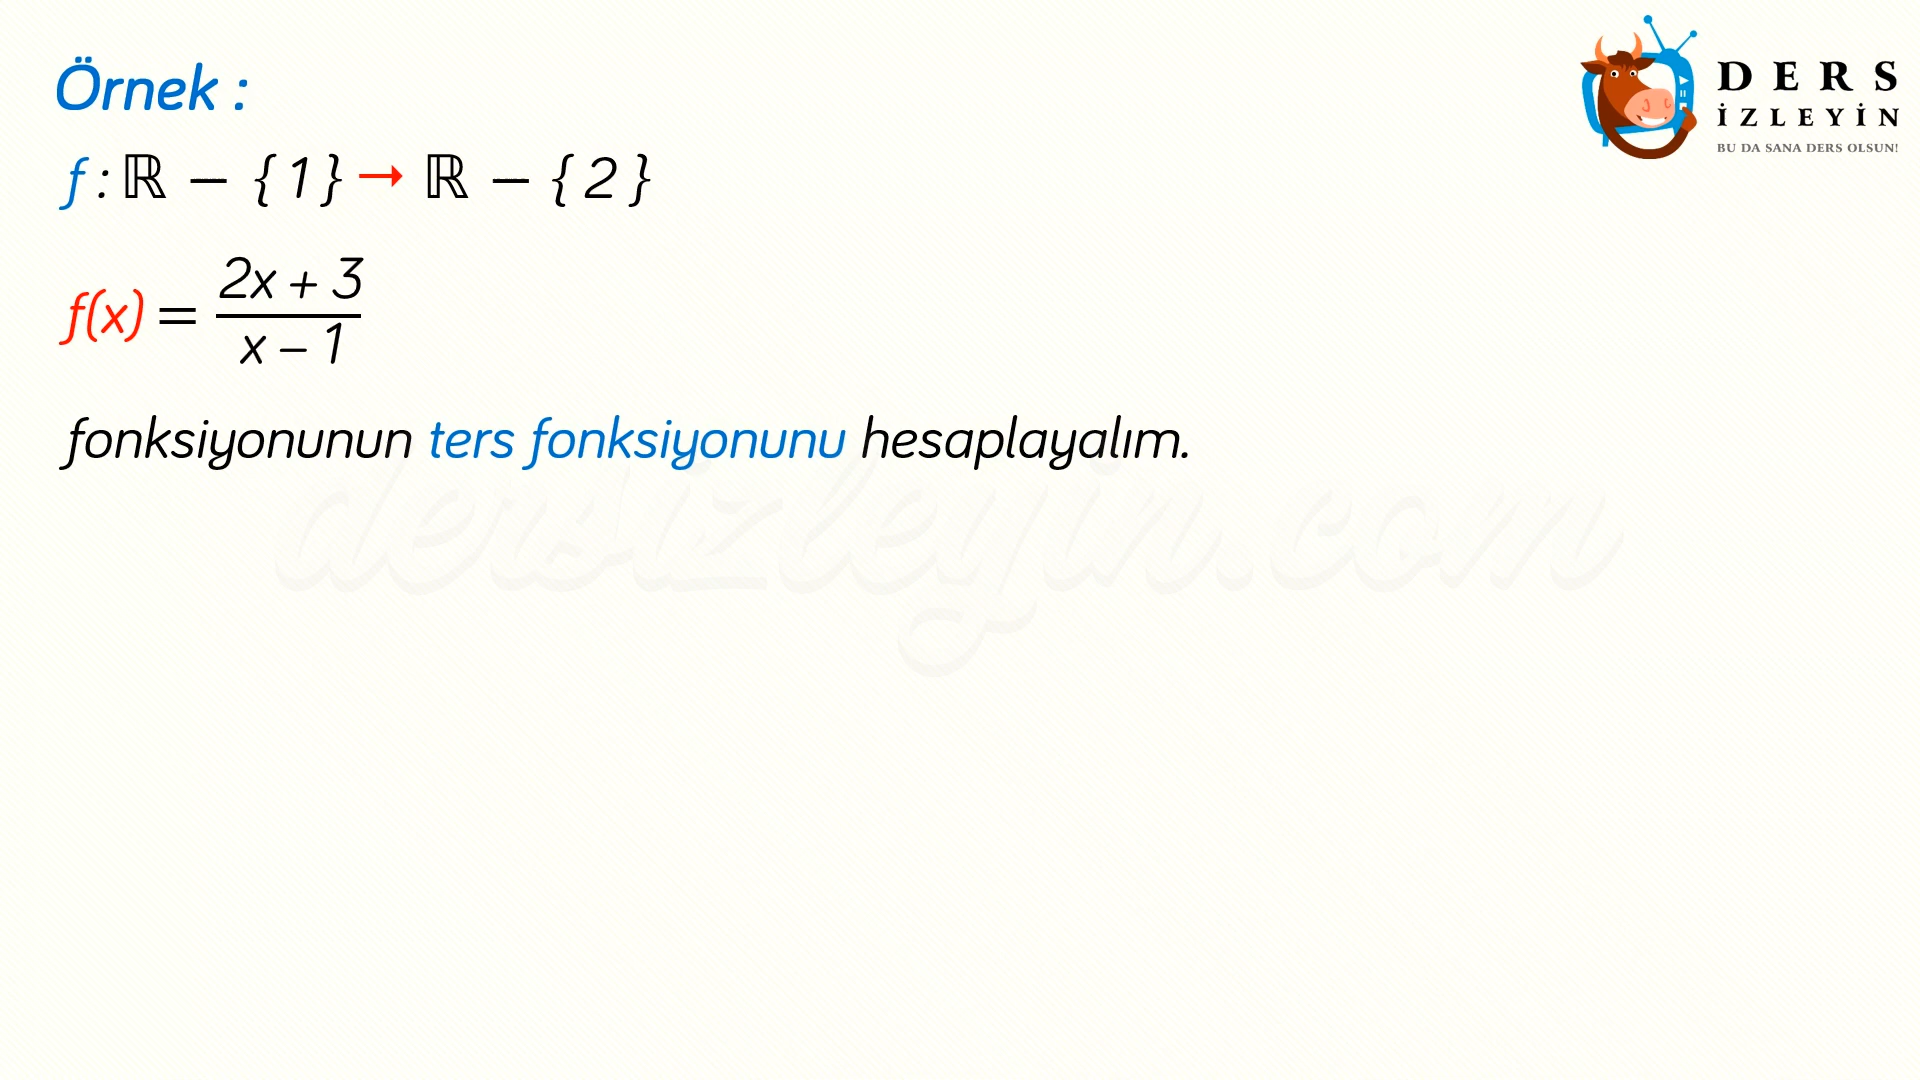 Örnek :
f : ℝ – { 1 } → ℝ – { 2 }
f(x) = 2x + 3
x – 1
fonksiyonunun ters fonksiyonunu hesaplayalım.
DERS
İZLEYİN
BU DA SANA DERS OLSUN!
dersizleyin.com